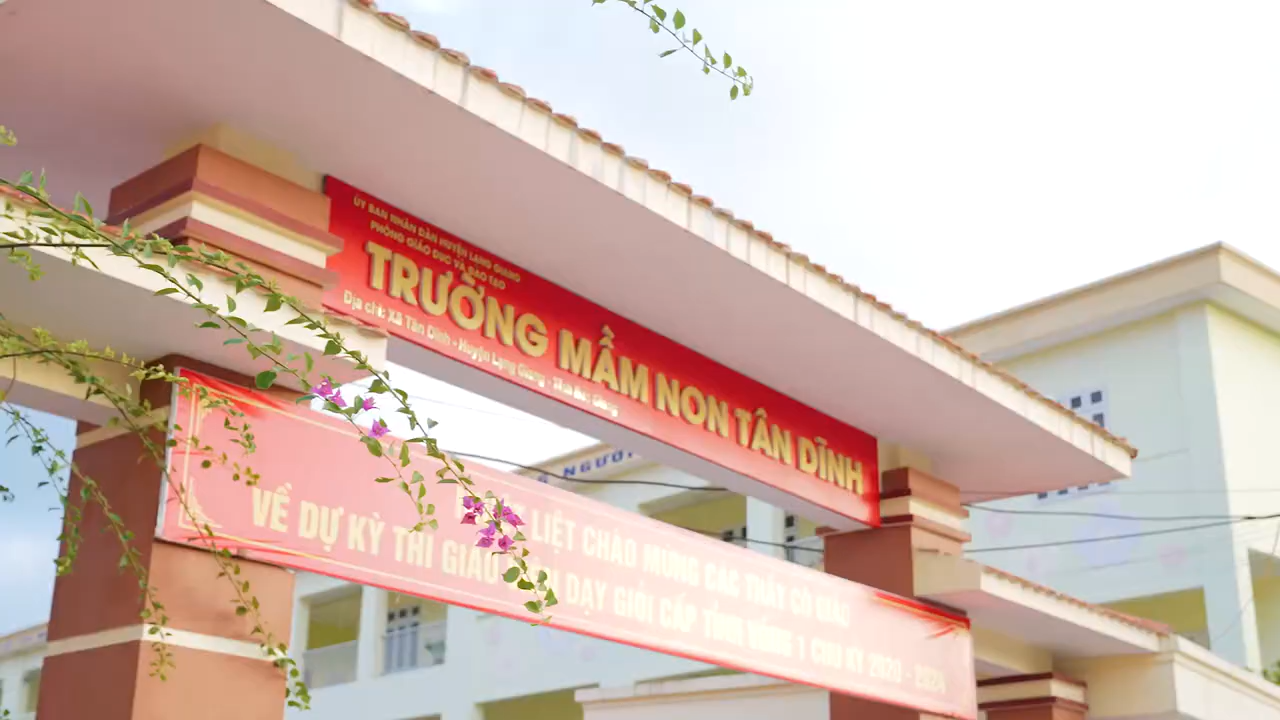 ỦY BAN NHÂN DÂN HUYỆN LẠNG GIANG
PHÒNG GIÁO DỤC VÀ ĐÀO TẠO
TRƯỜNG MẦM NON TÂN DĨNH
Địa chỉ: Xã Tân Dĩnh - Huyện Lạng Giang - Tỉnh Bắc Giang
LIỆT CHÀO MỪNG CÁC THẦY CÔ GIÁO
VỀ DỰ KỲ THI GIÁO DẠY GIỎI CẤP TỈNH VÒNG 1 CHU KỲ 2020 - 2024
NGƯỜI